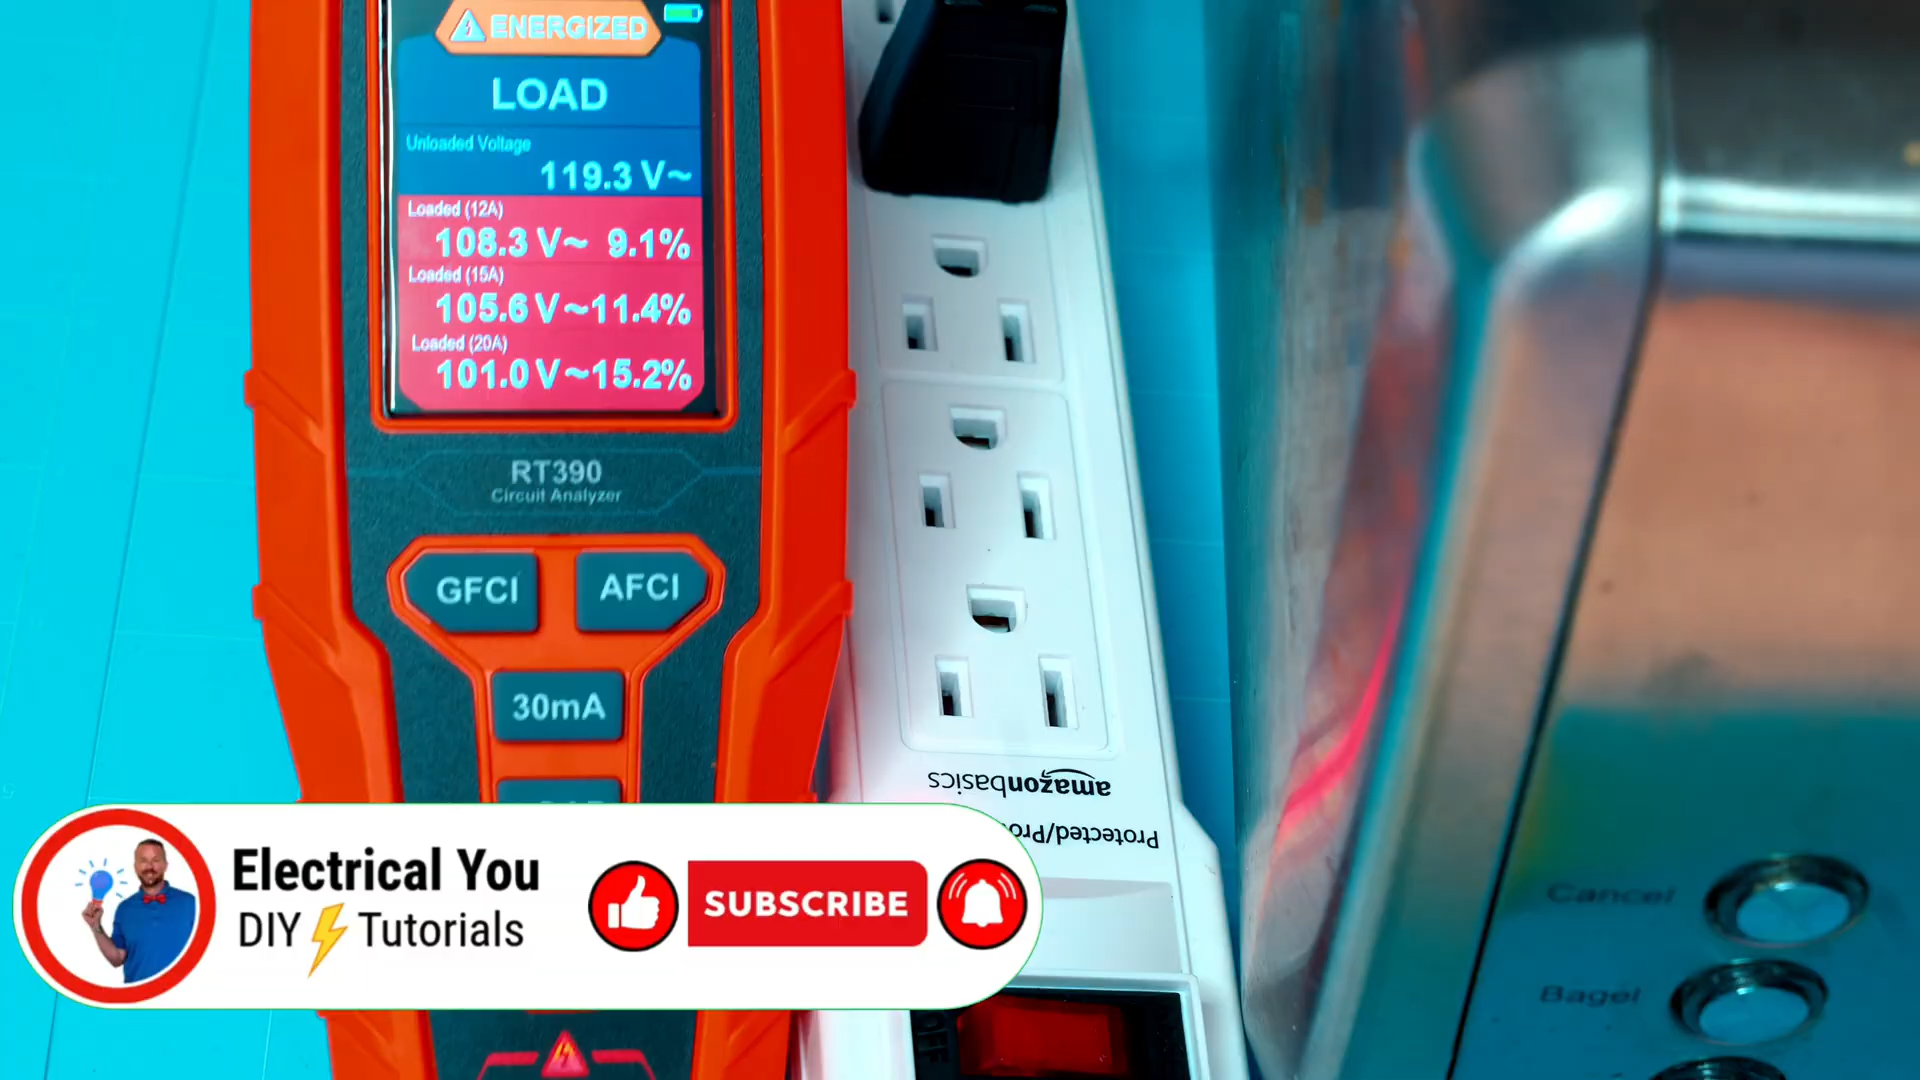 ENERGIZED
LOAD
Unloaded Voltage
119.3 V~
Loaded (12A)
108.3 V~ 9.1%
Loaded (15A)
105.6 V~11.4%
Loaded (20A)
101.0 V~15.2%
RT390
Circuit Analyzer
GFCI AFCI
30mA
amazonbasics
Protected/
OFF
Cancel
Bagel
Electrical You
DIY Tutorials
SUBSCRIBE